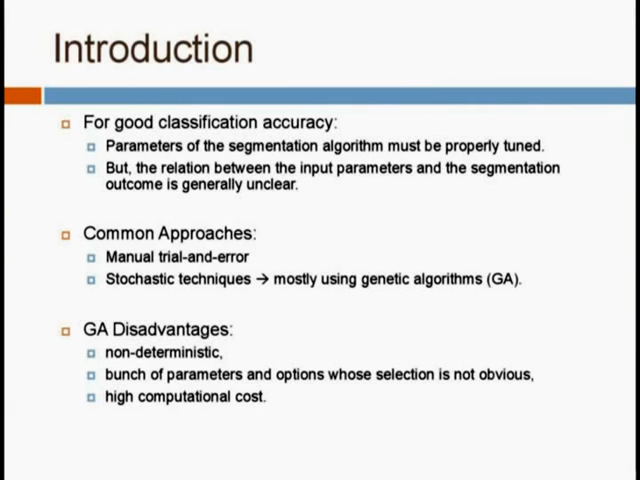 Introduction
For good classification accuracy:
Parameters of the segmentation algorithm must be properly tuned.
But, the relation between the input parameters and the segmentation
outcome is generally unclear.
Common Approaches:
Manual trial-and-error
Stochastic techniques → mostly using genetic algorithms (GA).
GA Disadvantages:
non-deterministic,
bunch of parameters and options whose selection is not obvious,
high computational cost.